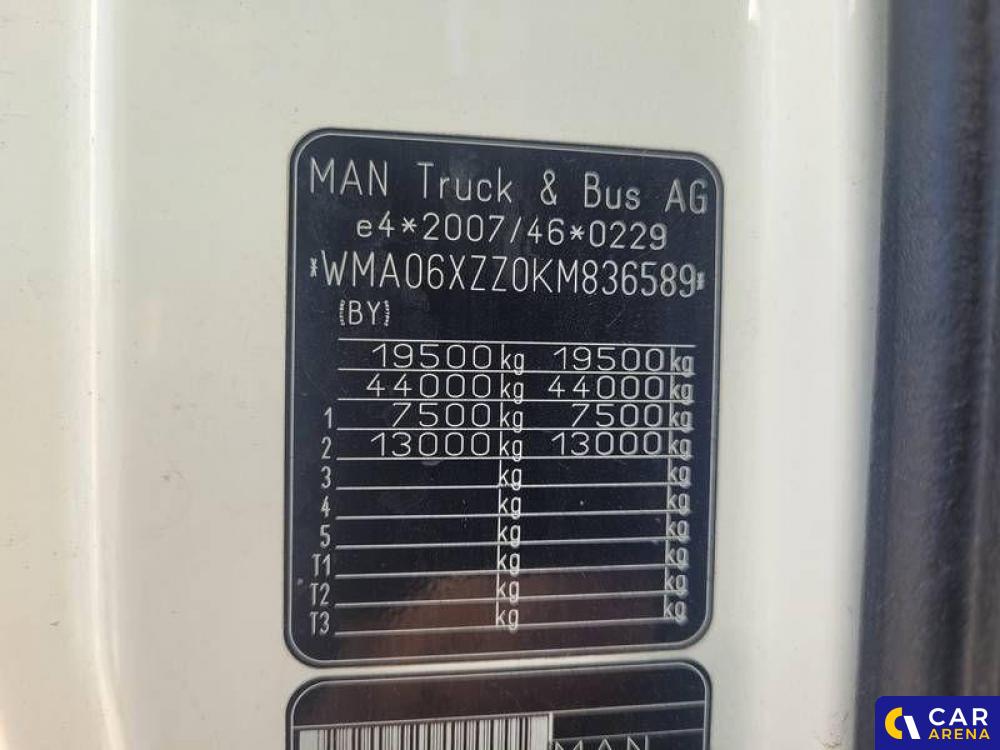 MAN Truck & Bus AG
e4*2007/46*0229
*WMA06XZZ0KM836589*
(BY)
19500 kg 19500 kg
44000 kg 44000 kg
1 7500 kg 7500 kg
2 13000 kg 13000 kg
3 kg kg
4 kg kg
5 kg kg
T1 kg kg
T2 kg kg
T3 kg kg
MAN
CAR
ARENA